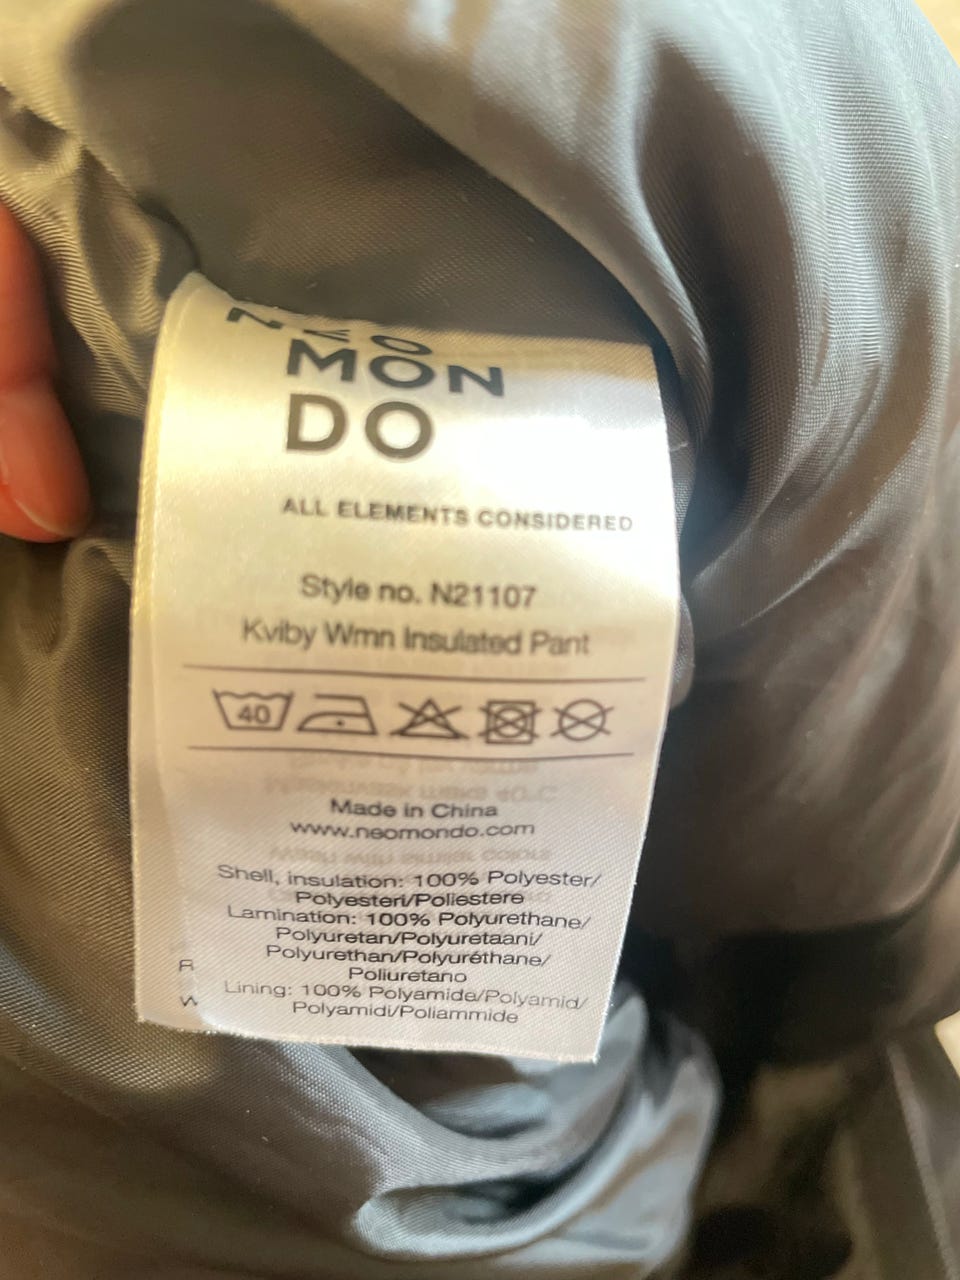 NEO
MON
DO
ALL ELEMENTS CONSIDERED
Style no. N21107
Kviby Wmn Insulated Pant
40
Made in China
www.neomondo.com
Shell, insulation: 100% Polyester/
Polyesteri/Poliestere
Lamination: 100% Polyurethane/
Polyuretan/Polyuretaani/
Polyurethan/Polyuréthane/
Poliuretano
Lining: 100% Polyamide/Polyamid/
Polyamidi/Poliammide